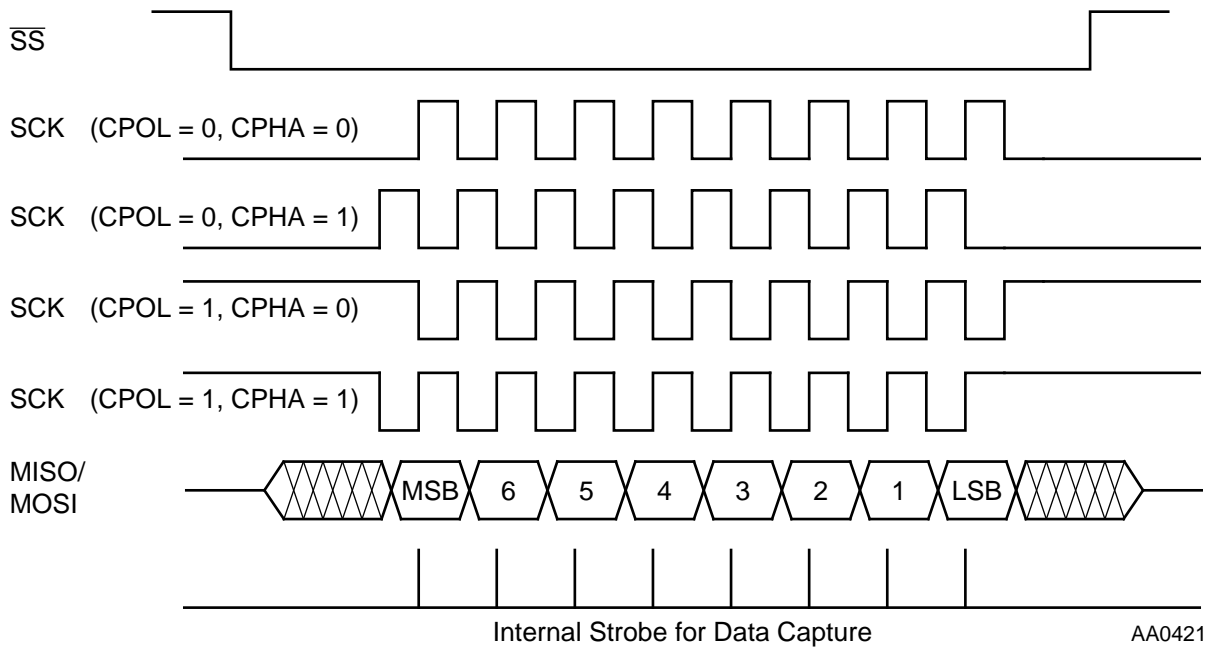 SS
SCK (CPOL = 0, CPHA = 0)
SCK (CPOL = 0, CPHA = 1)
SCK (CPOL = 1, CPHA = 0)
SCK (CPOL = 1, CPHA = 1)
MISO/
MOSI
MSB 6 5 4 3 2 1 LSB
Internal Strobe for Data Capture
AA0421